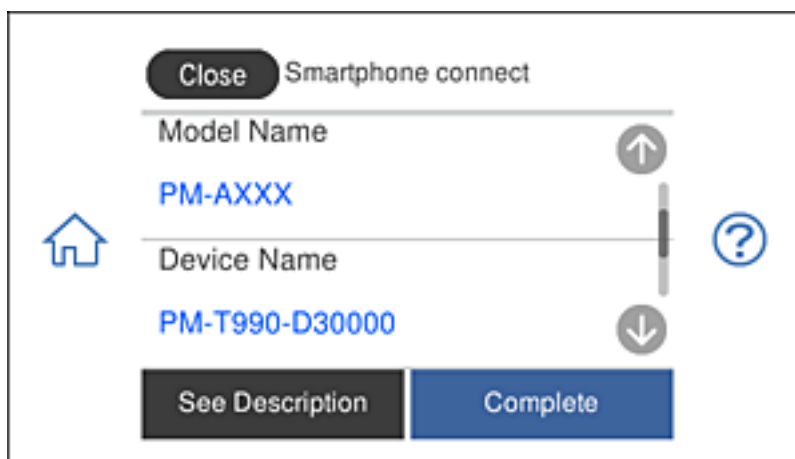 Close Smartphone connect
Model Name
PM-AXXX
Device Name
PM-T990-D30000
See Description Complete